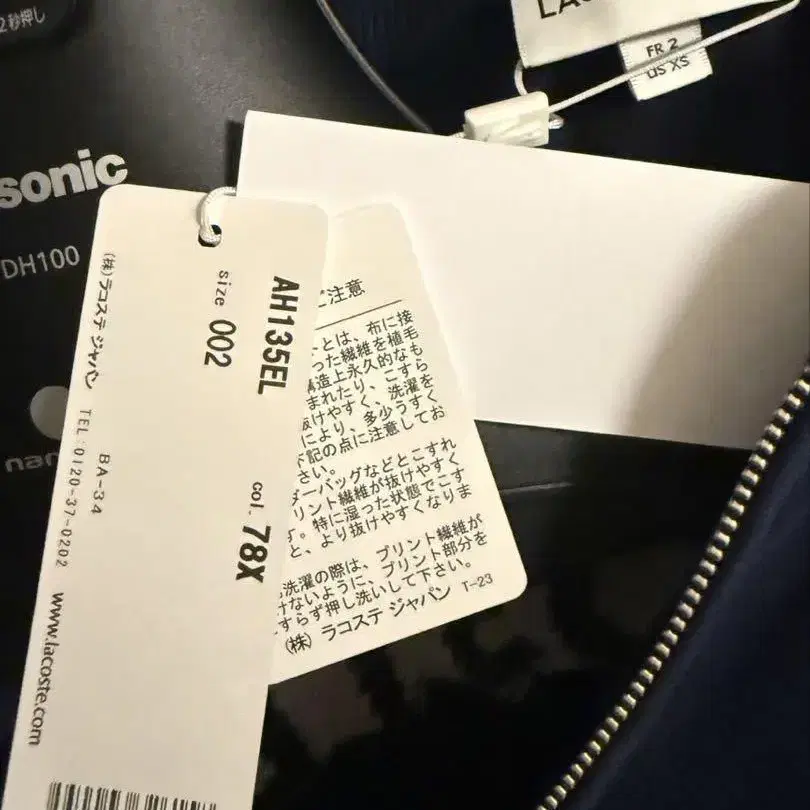 2秒押し
FR 2
US XS
sonic
DH100
AH135EL
size 002
col. 78X
BA-34
(株)ラコステ ジャパン TEL:0120-37-0202 www.lacoste.com
ご注意
とは、布に接
った繊維を植毛
構造上永久的なも
まれたり、こすら
抜けやすく、洗濯を
により、多少うすく
下記の点に注意してお
さい。
ダーバッグなどとこすれ
リント繊維が抜けやすく
す。特に湿った状態でこす
と、より抜けやすくなりま
洗濯の際は、プリント繊維が
けないように、プリント部分を
すらず押し洗いして下さい。
(株) ラコステ ジャパン T-23